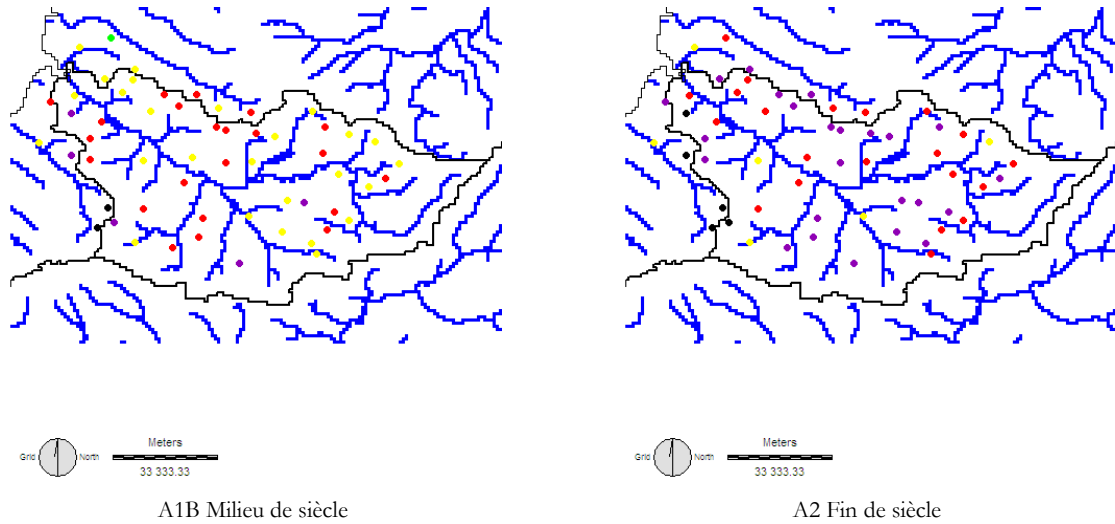 Meters
Grid North
33 333.33
A1B Milieu de siècle
Meters
Grid North
33 333.33
A2 Fin de siècle